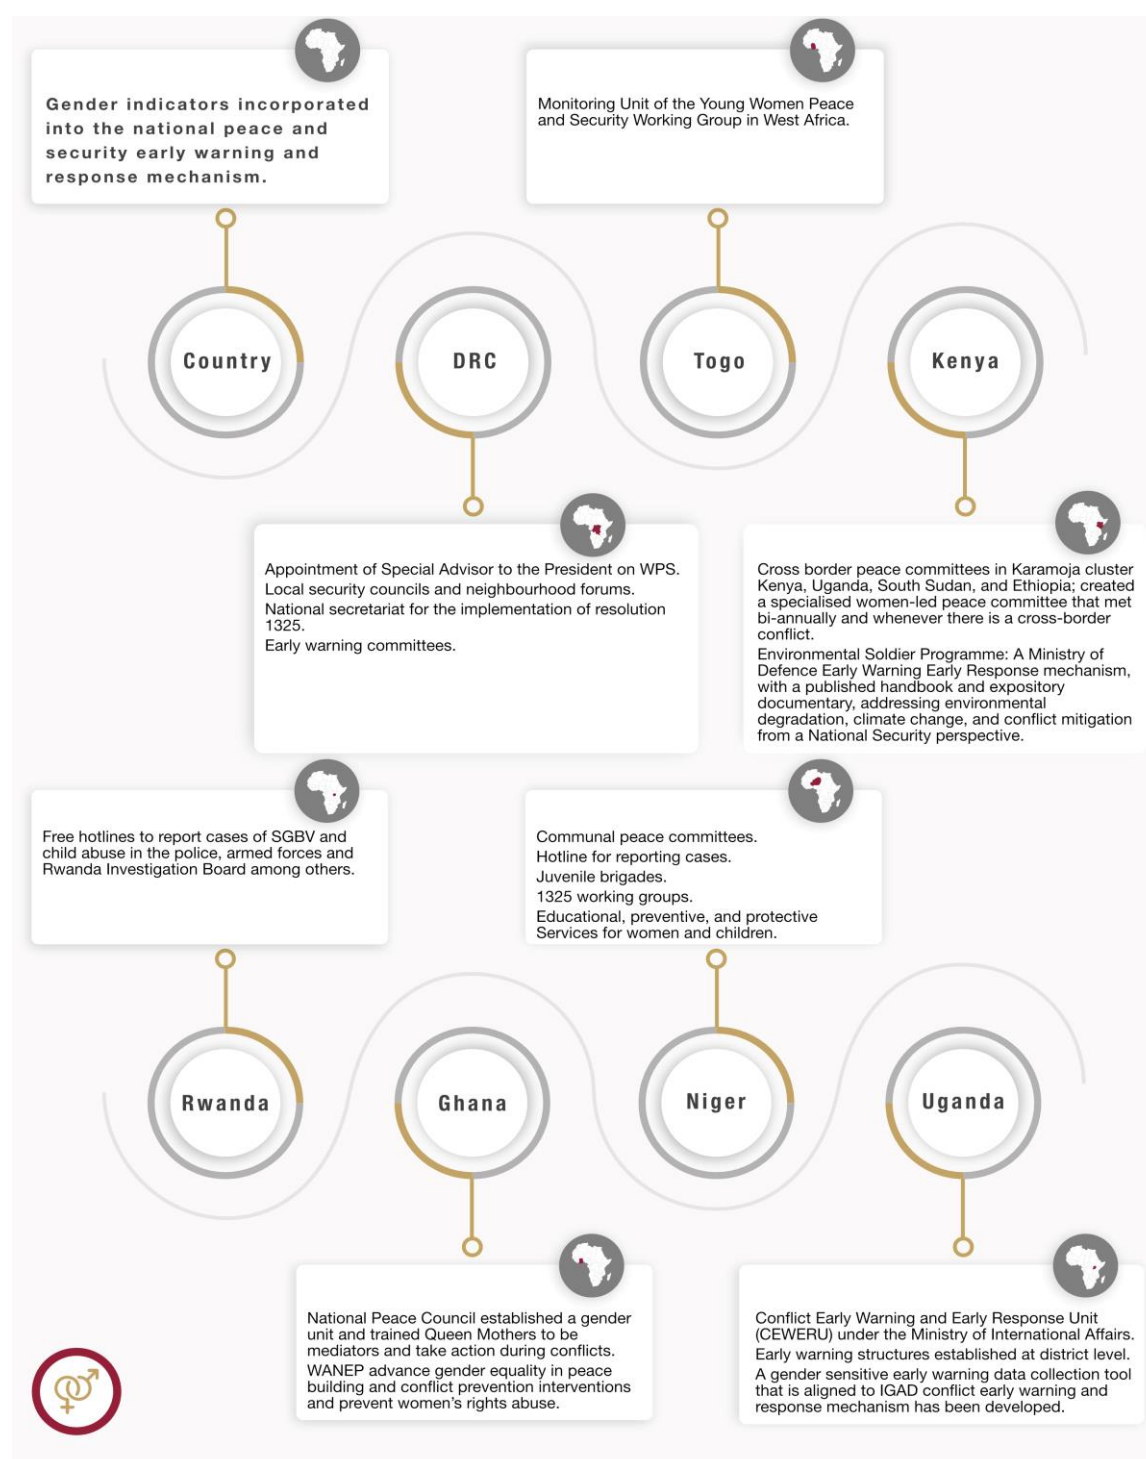 Gender indicators incorporated
into the national peace and
security early warning and
response mechanism.
Monitoring Unit of the Young Women Peace
and Security Working Group in West Africa.
Country
DRC
Togo
Kenya
Appointment of Special Advisor to the President on WPS.
Local security councils and neighbourhood forums.
National secretariat for the implementation of resolution
1325.
Early warning committees.
Cross border peace committees in Karamoja cluster
Kenya, Uganda, South Sudan, and Ethiopia; created
a specialised women-led peace committee that met
bi-annually and whenever there is a cross-border
conflict.
Environmental Soldier Programme: A Ministry of
Defence Early Warning Early Response mechanism,
with a published handbook and expository
documentary, addressing environmental
degradation, climate change, and conflict mitigation
from a National Security perspective.
Free hotlines to report cases of SGBV and
child abuse in the police, armed forces and
Rwanda Investigation Board among others.
Communal peace committees.
Hotline for reporting cases.
Juvenile brigades.
1325 working groups.
Educational, preventive, and protective
Services for women and children.
Rwanda
Ghana
Niger
Uganda
National Peace Council established a gender
unit and trained Queen Mothers to be
mediators and take action during conflicts.
WANEP advance gender equality in peace
building and conflict prevention interventions
and prevent women's rights abuse.
Conflict Early Warning and Early Response Unit
(CEWERU) under the Ministry of International Affairs.
Early warning structures established at district level.
A gender sensitive early warning data collection tool
that is aligned to IGAD conflict early warning and
response mechanism has been developed.